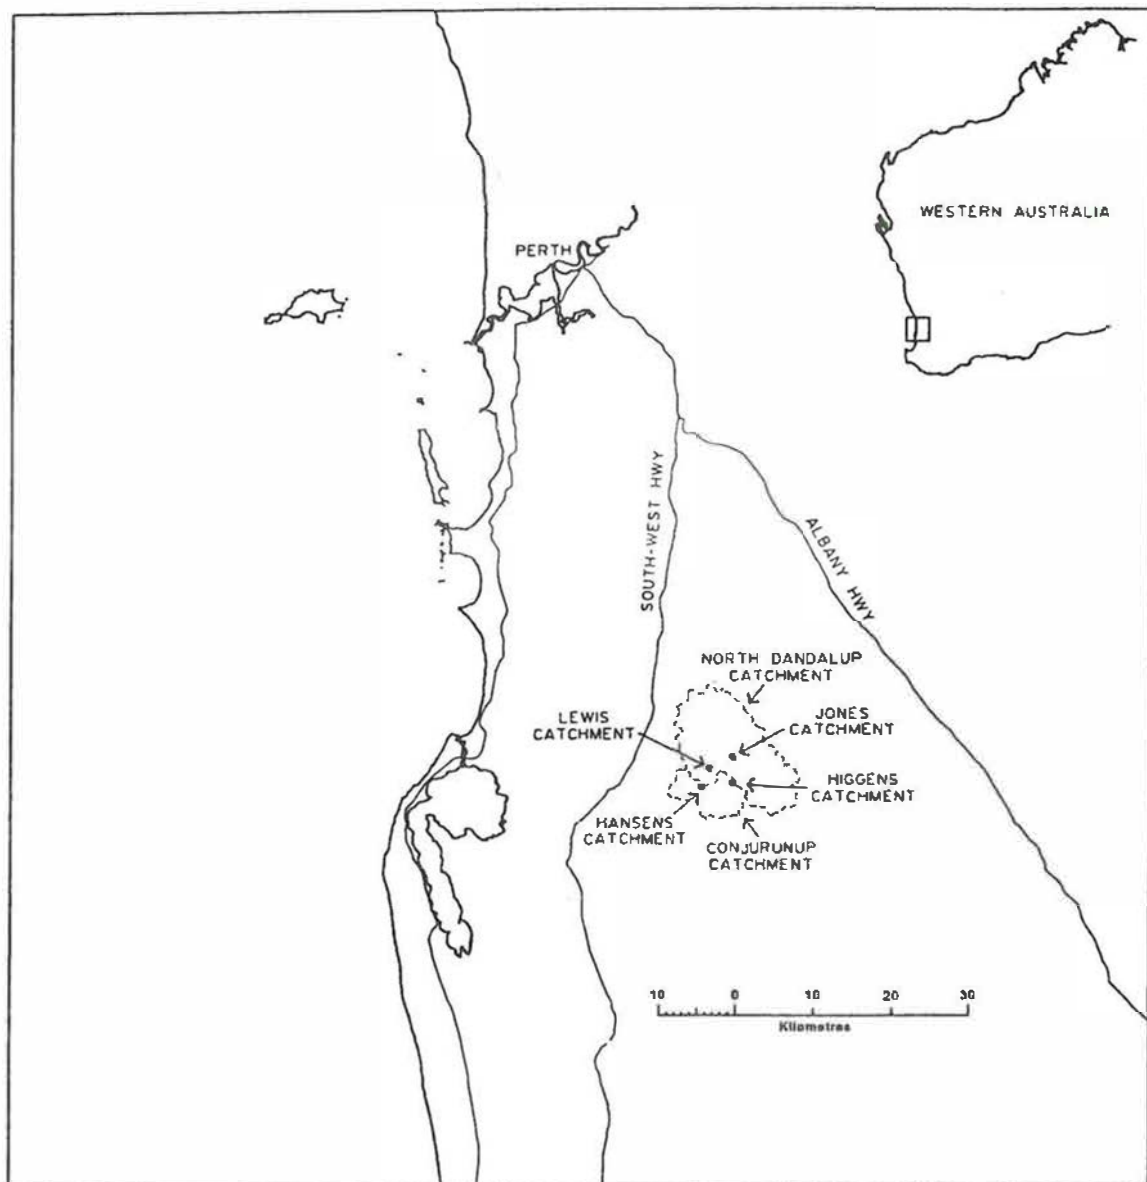 WESTERN AUSTRALIA
PERTH
SOUTH-WEST HWY
ALBANY HWY
NORTH DANDALUP
CATCHMENT
LEWIS
CATCHMENT
JONES
CATCHMENT
HIGGENS
CATCHMENT
HANSENS
CATCHMENT
CONJURUNUP
CATCHMENT
10 0 10 20 30
Kilometres